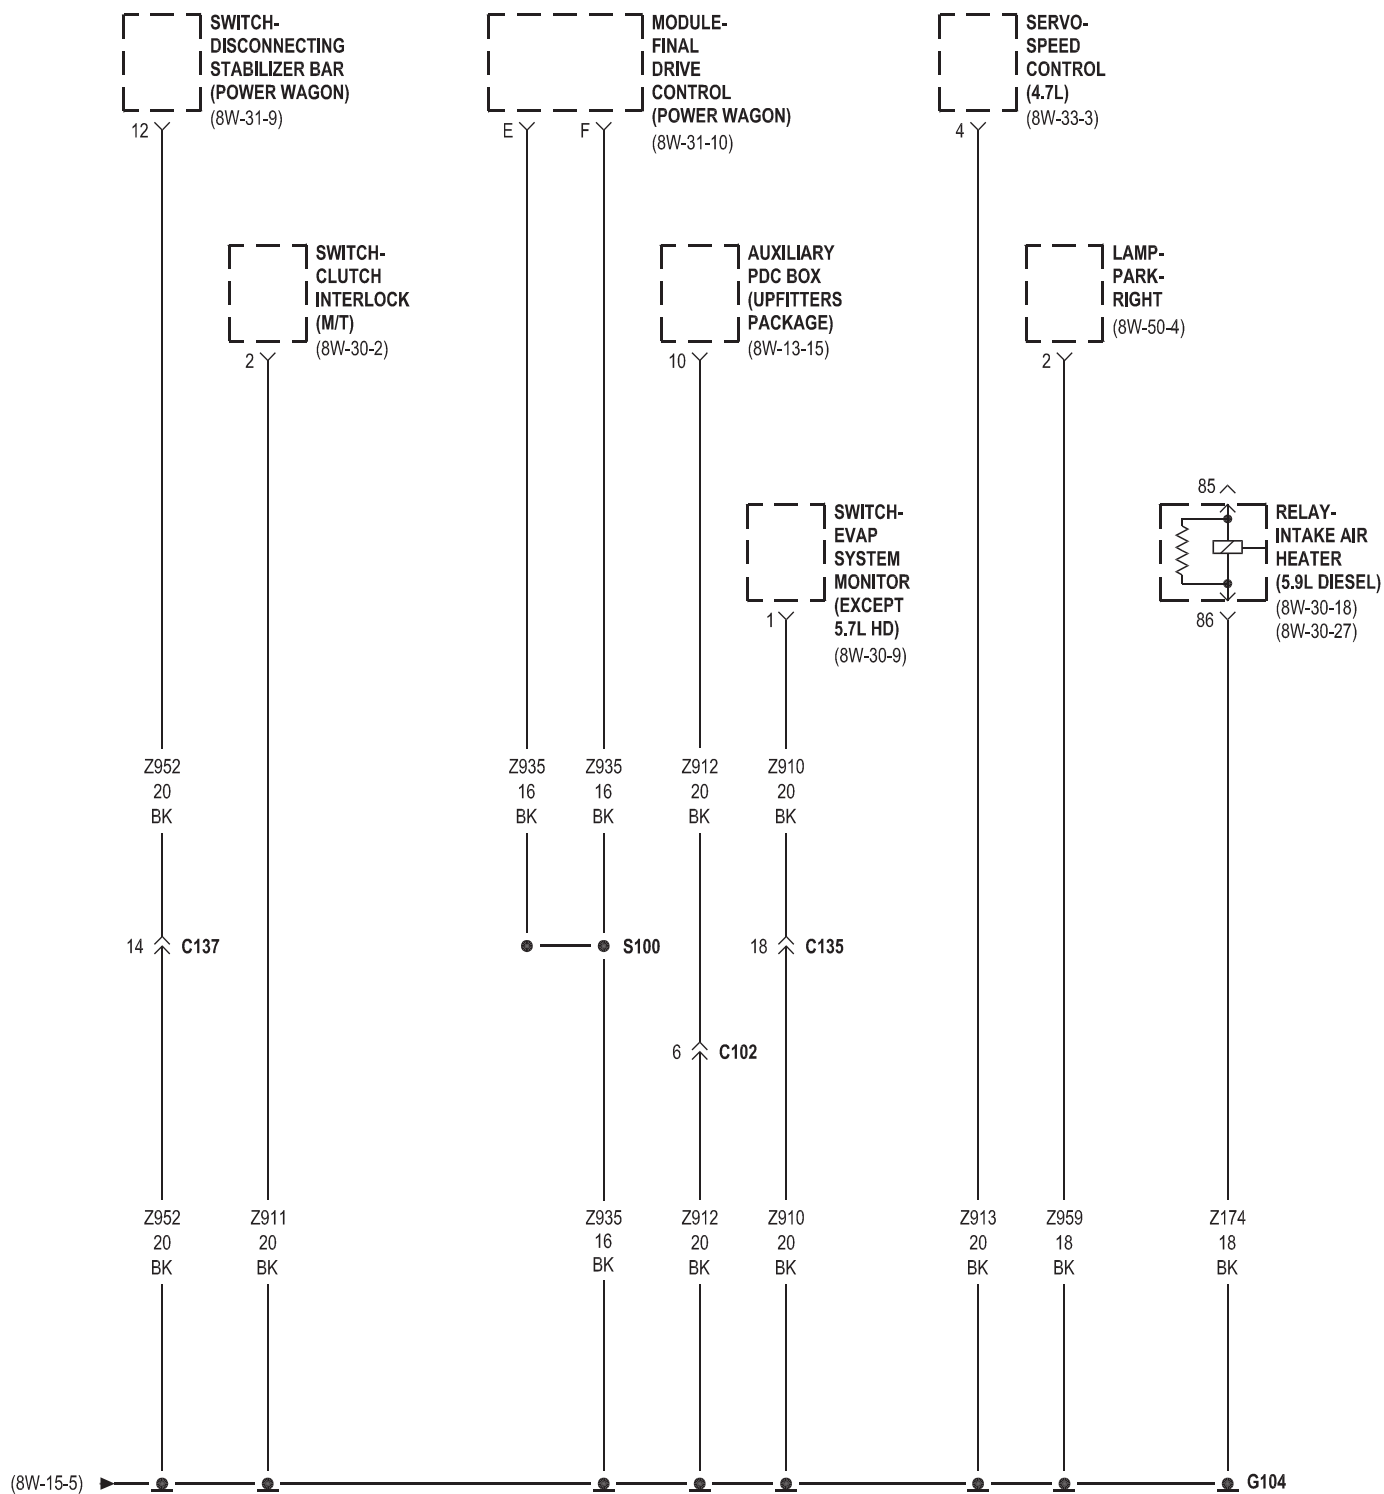 SWITCH-
DISCONNECTING
STABILIZER BAR
(POWER WAGON)
(8W-31-9)
12
MODULE-
FINAL
DRIVE
CONTROL
(POWER WAGON)
(8W-31-10)
E
F
SERVO-
SPEED
CONTROL
(4.7L)
(8W-33-3)
4
SWITCH-
CLUTCH
INTERLOCK
(M/T)
(8W-30-2)
2
AUXILIARY
PDC BOX
(UPFITTERS
PACKAGE)
(8W-13-15)
10
LAMP-
PARK-
RIGHT
(8W-50-4)
2
SWITCH-
EVAP
SYSTEM
MONITOR
(EXCEPT
5.7L HD)
(8W-30-9)
1
85
RELAY-
INTAKE AIR
HEATER
(5.9L DIESEL)
(8W-30-18)
(8W-30-27)
86
Z952
20
BK
Z935
16
BK
Z935
16
BK
Z912
20
BK
Z910
20
BK
14 C137
S100
18 C135
6 C102
Z952
20
BK
Z911
20
BK
Z935
16
BK
Z912
20
BK
Z910
20
BK
Z913
20
BK
Z959
18
BK
Z174
18
BK
(8W-15-5)
G104